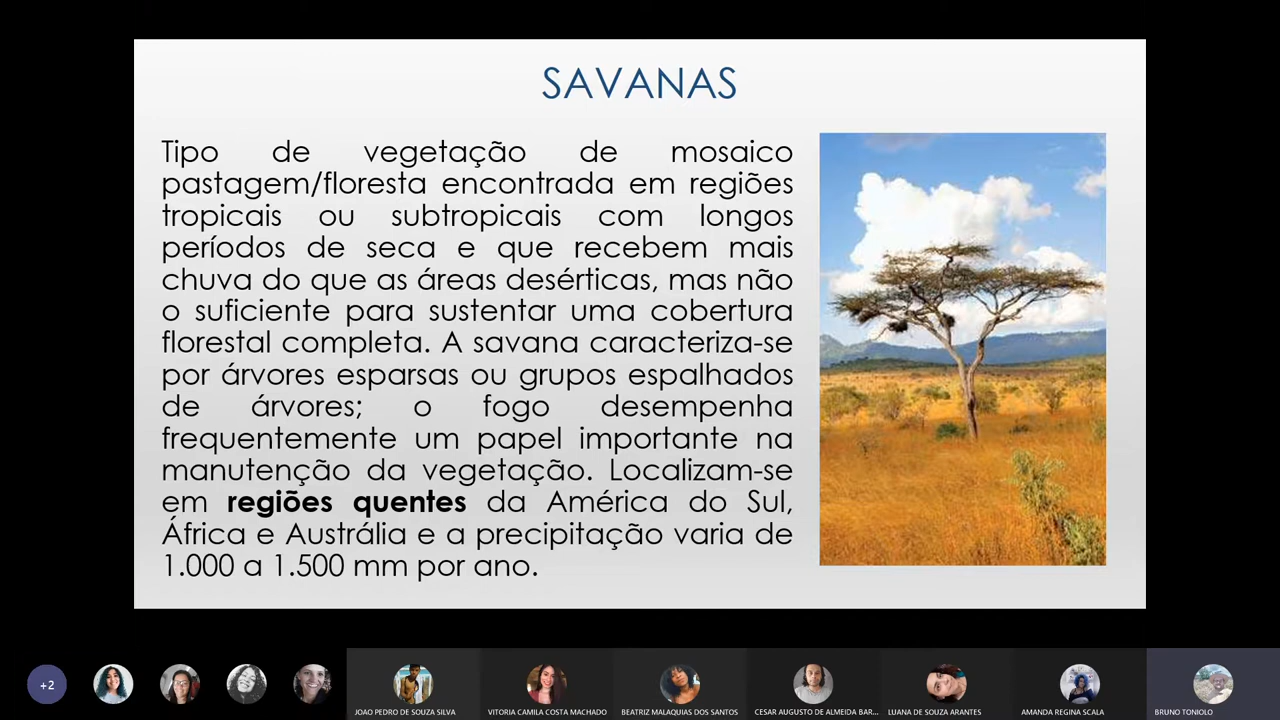 SAVANAS
Tipo de vegetação de mosaico
pastagem/floresta encontrada em regiões
tropicais ou subtropicais com longos
períodos de seca e que recebem mais
chuva do que as áreas desérticas, mas não
o suficiente para sustentar uma cobertura
florestal completa. A savana caracteriza-se
por árvores esparsas ou grupos espalhados
de árvores; o fogo desempenha
frequentemente um papel importante na
manutenção da vegetação. Localizam-se
em regiões quentes da América do Sul,
África e Austrália e a precipitação varia de
1.000 a 1.500 mm por ano.
+2
JOAO PEDRO DE SOUZA SILVA
VITORIA CAMILA COSTA MACHADO
BEATRIZ MALAQUIAS DOS SANTOS
CESAR AUGUSTO DE ALMEIDA BAR...
LUANA DE SOUZA ARANTES
AMANDA REGINA SCALA
BRUNO TONIOLO